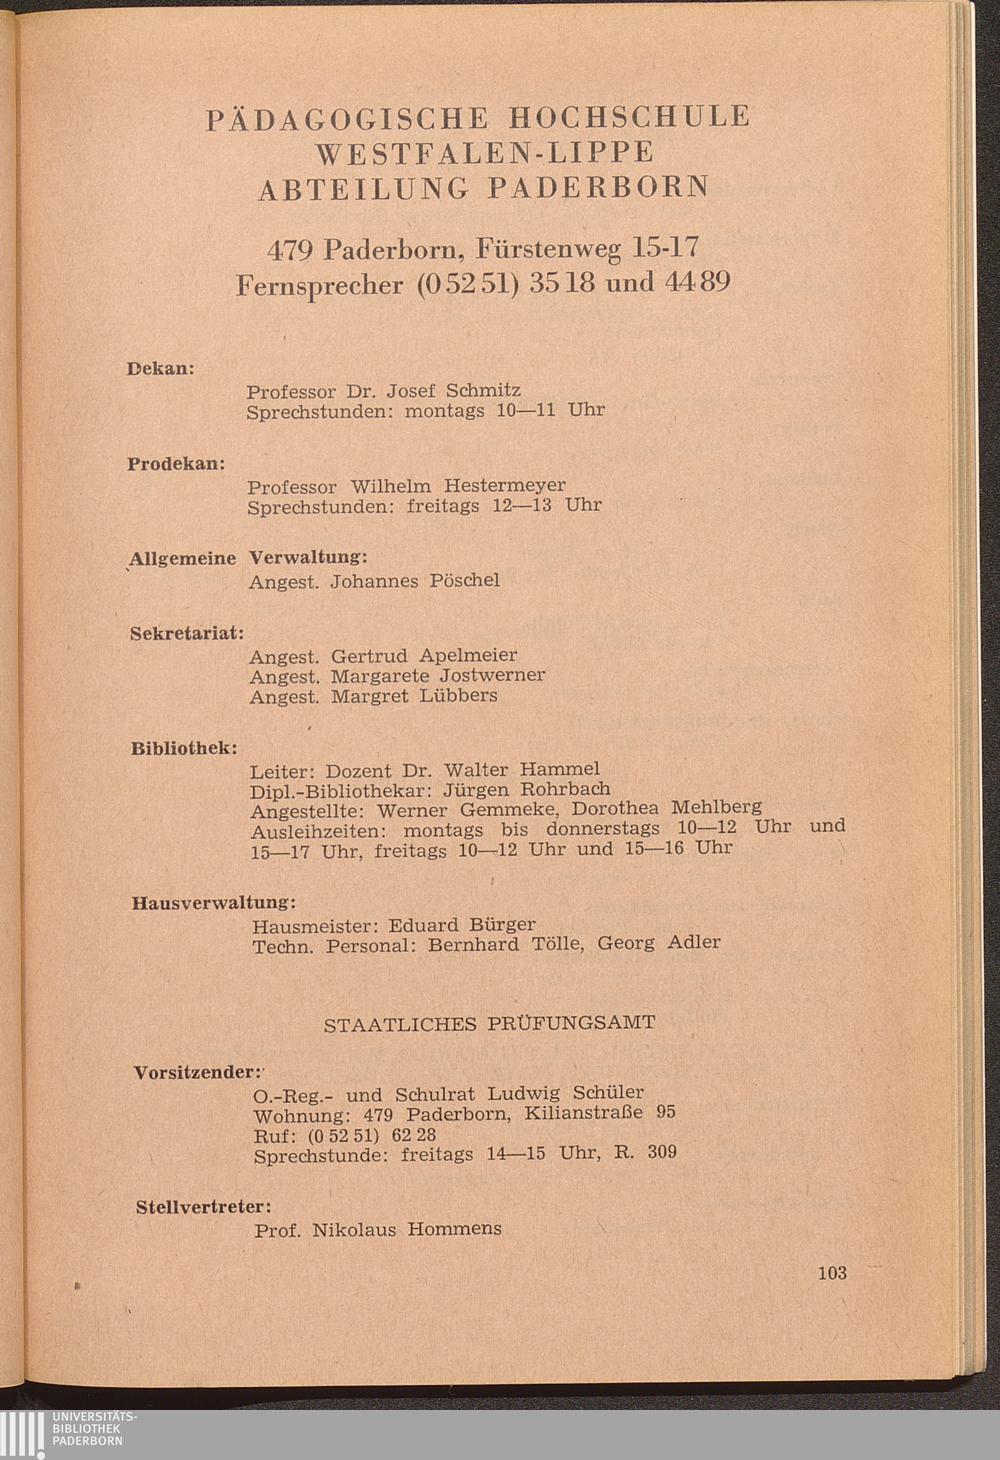 PÄDAGOGISCHE HOCHSCHULE
WESTFALEN-LIPPE
ABTEILUNG PADERBORN
479 Paderborn, Fürstenweg 15-17
Fernsprecher (0 52 51) 35 18 und 44 89
Dekan:
Professor Dr. Josef Schmitz
Sprechstunden: montags 10—11 Uhr
Prodekan:
Professor Wilhelm Hestermeyer
Sprechstunden: freitags 12—13 Uhr
Allgemeine Verwaltung:
Angest. Johannes Pöschel
Sekretariat:
Angest. Gertrud Apelmeier
Angest. Margarete Jostwerner
Angest. Margret Lübbers
Bibliothek:
Leiter: Dozent Dr. Walter Hammel
Dipl.-Bibliothekar: Jürgen Rohrbach
Angestellte: Werner Gemmeke, Dorothea Mehlberg
Ausleihzeiten: montags bis donnerstags 10—12 Uhr und
15—17 Uhr, freitags 10—12 Uhr und 15—16 Uhr
Hausverwaltung:
Hausmeister: Eduard Bürger
Techn. Personal: Bernhard Tölle, Georg Adler
STAATLICHES PRÜFUNGSAMT
Vorsitzender:
O.-Reg.- und Schulrat Ludwig Schüler
Wohnung: 479 Paderborn, Kilianstraße 95
Ruf: (0 52 51) 62 28
Sprechstunde: freitags 14—15 Uhr, R. 309
Stellvertreter:
Prof. Nikolaus Hommens
103
UNIVERSITÄTS-
BIBLIOTHEK
PADERBORN